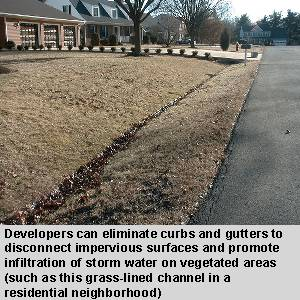 Developers can eliminate curbs and gutters to
disconnect impervious surfaces and promote
infiltration of storm water on vegetated areas
(such as this grass-lined channel in a
residential neighborhood)